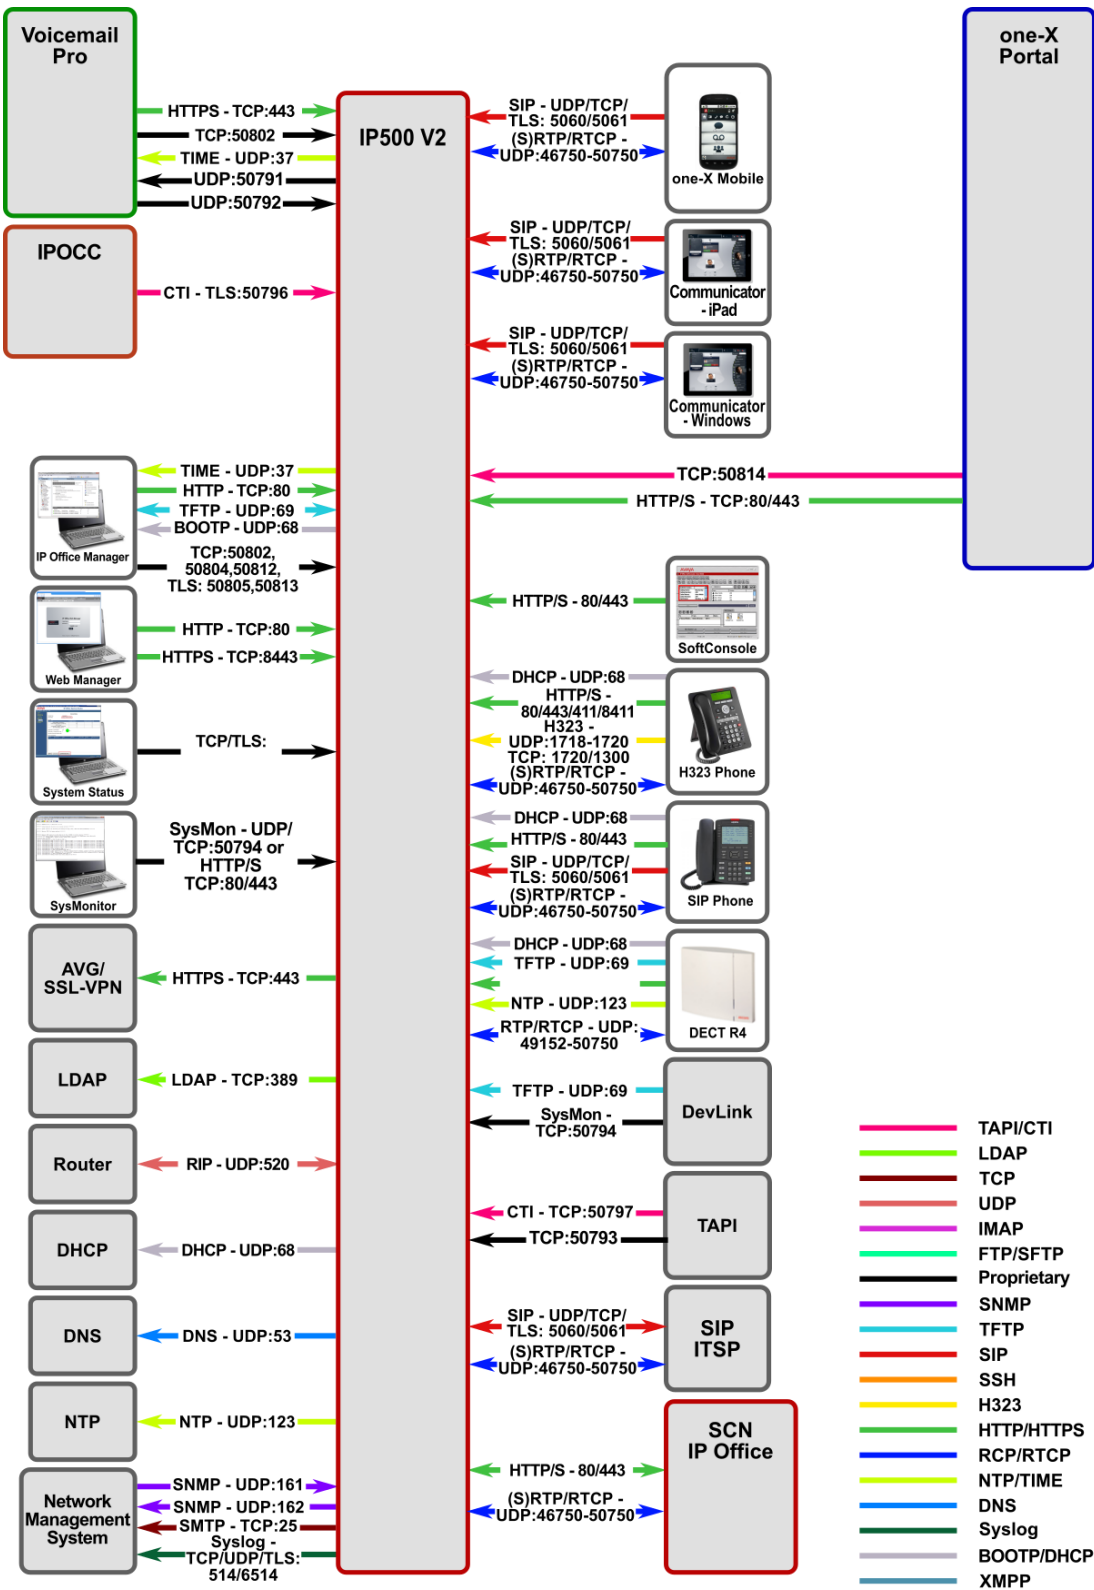 Voicemail
Pro
HTTPS - TCP:443
TCP:50802
TIME - UDP:37
UDP:50791
UDP:50792
IPOCC
CTI - TLS:50796
IP500 V2
SIP - UDP/TCP/
TLS: 5060/5061
(S)RTP/RTCP -
UDP:46750-50750
one-X Mobile
SIP - UDP/TCP/
TLS: 5060/5061
(S)RTP/RTCP -
UDP:46750-50750
Communicator
- iPad
SIP - UDP/TCP/
TLS: 5060/5061
(S)RTP/RTCP -
UDP:46750-50750
Communicator
- Windows
one-X
Portal
TCP:50814
HTTP/S - TCP:80/443
TIME - UDP:37
HTTP - TCP:80
TFTP - UDP:69
BOOTP - UDP:68
TCP:50802,
50804,50812,
TLS: 50805,50813
IP Office Manager
HTTP - TCP:80
HTTPS - TCP:8443
Web Manager
TCP/TLS:
System Status
SysMon - UDP/
TCP:50794 or
HTTP/S
TCP:80/443
SysMonitor
AVG/
SSL-VPN
HTTPS - TCP:443
LDAP
LDAP - TCP:389
Router
RIP - UDP:520
DHCP
DHCP - UDP:68
DNS
DNS - UDP:53
NTP
NTP - UDP:123
Network
Management
System
SNMP - UDP:161
SNMP - UDP:162
SMTP - TCP:25
Syslog -
TCP/UDP/TLS:
514/6514
HTTP/S - 80/443
AVAYA
SoftConsole
DHCP - UDP:68
HTTP/S -
80/443/411/8411
H323 -
UDP:1718-1720
TCP: 1720/1300
(S)RTP/RTCP -
UDP:46750-50750
H323 Phone
DHCP - UDP:68
HTTP/S - 80/443
SIP - UDP/TCP/
TLS: 5060/5061
(S)RTP/RTCP -
UDP:46750-50750
SIP Phone
DHCP - UDP:68
TFTP - UDP:69
NTP - UDP:123
RTP/RTCP - UDP:
49152-50750
DECT R4
TFTP - UDP:69
SysMon -
TCP:50794
DevLink
CTI - TCP:50797
TCP:50793
TAPI
SIP - UDP/TCP/
TLS: 5060/5061
(S)RTP/RTCP -
UDP:46750-50750
SIP
ITSP
HTTP/S - 80/443
(S)RTP/RTCP -
UDP:46750-50750
SCN
IP Office
TAPI/CTI
LDAP
TCP
UDP
IMAP
FTP/SFTP
Proprietary
SNMP
TFTP
SIP
SSH
H323
HTTP/HTTPS
RCP/RTCP
NTP/TIME
DNS
Syslog
BOOTP/DHCP
XMPP